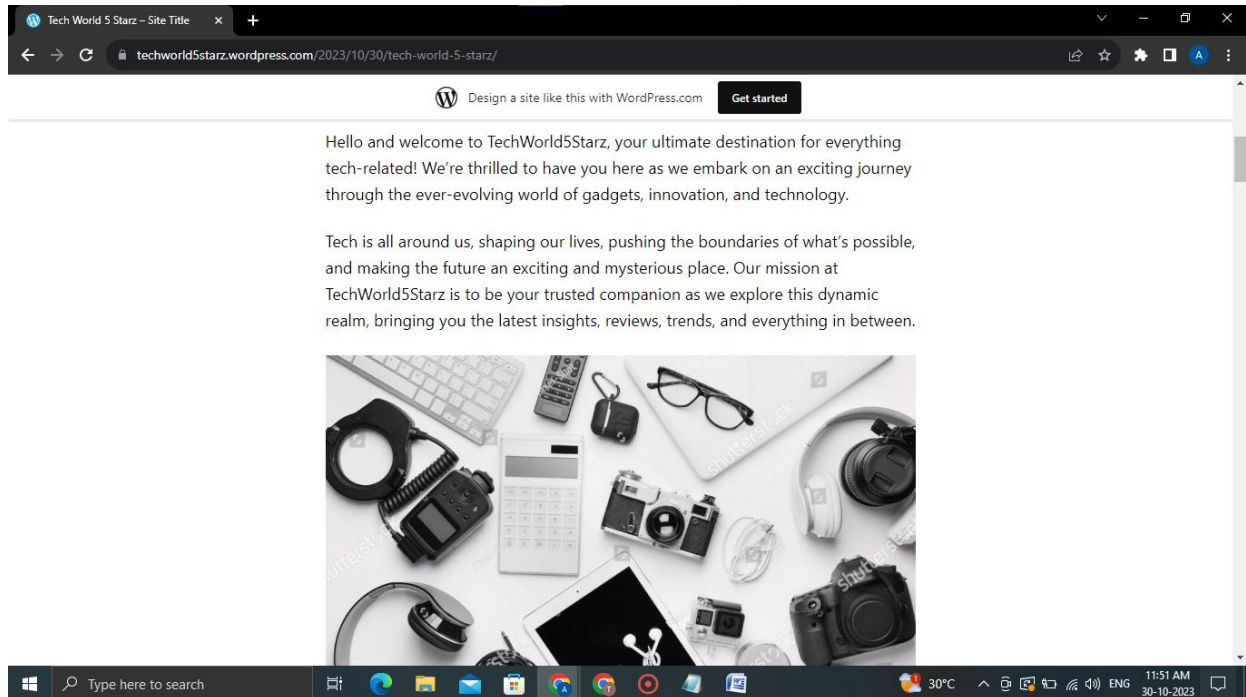 Tech World 5 Starz – Site Title
techworld5starz.wordpress.com/2023/10/30/tech-world-5-starz/
A
Design a site like this with WordPress.com
Get started
Hello and welcome to TechWorld5Starz, your ultimate destination for everything
tech-related! We're thrilled to have you here as we embark on an exciting journey
through the ever-evolving world of gadgets, innovation, and technology.
Tech is all around us, shaping our lives, pushing the boundaries of what's possible,
and making the future an exciting and mysterious place. Our mission at
TechWorld5Starz is to be your trusted companion as we explore this dynamic
realm, bringing you the latest insights, reviews, trends, and everything in between.
shutterstock
shutterstock
shutterstock
Type here to search
30°C
ENG
11:51 AM
30-10-2023